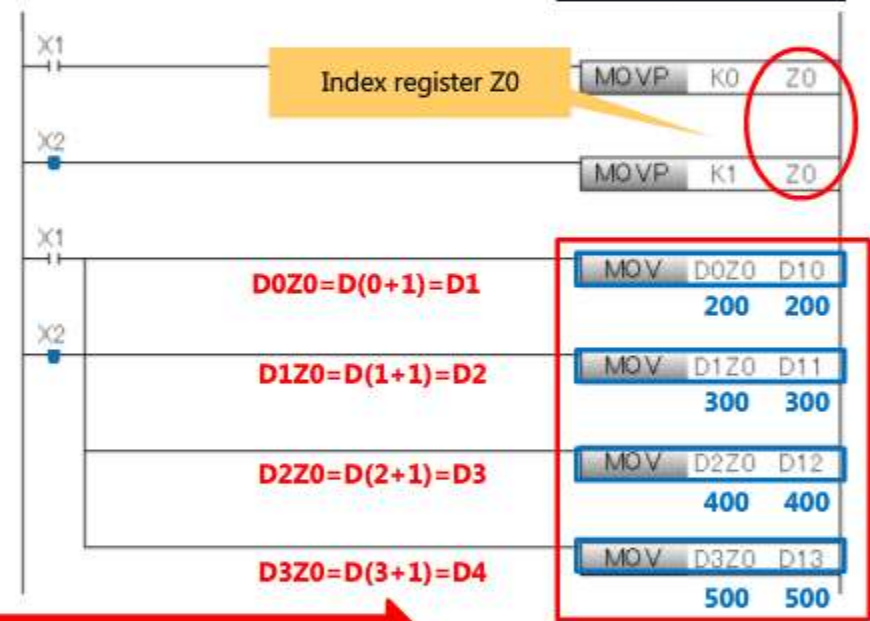 X1
Index register Z0
MOVP K0 Z0
X2
MOVP K1 Z0
X1
D0Z0=D(0+1)=D1
MOV D0Z0 D10
200 200
X2
D1Z0=D(1+1)=D2
MOV D1Z0 D11
300 300
D2Z0=D(2+1)=D3
MOV D2Z0 D12
400 400
D3Z0=D(3+1)=D4
MOV D3Z0 D13
500 500